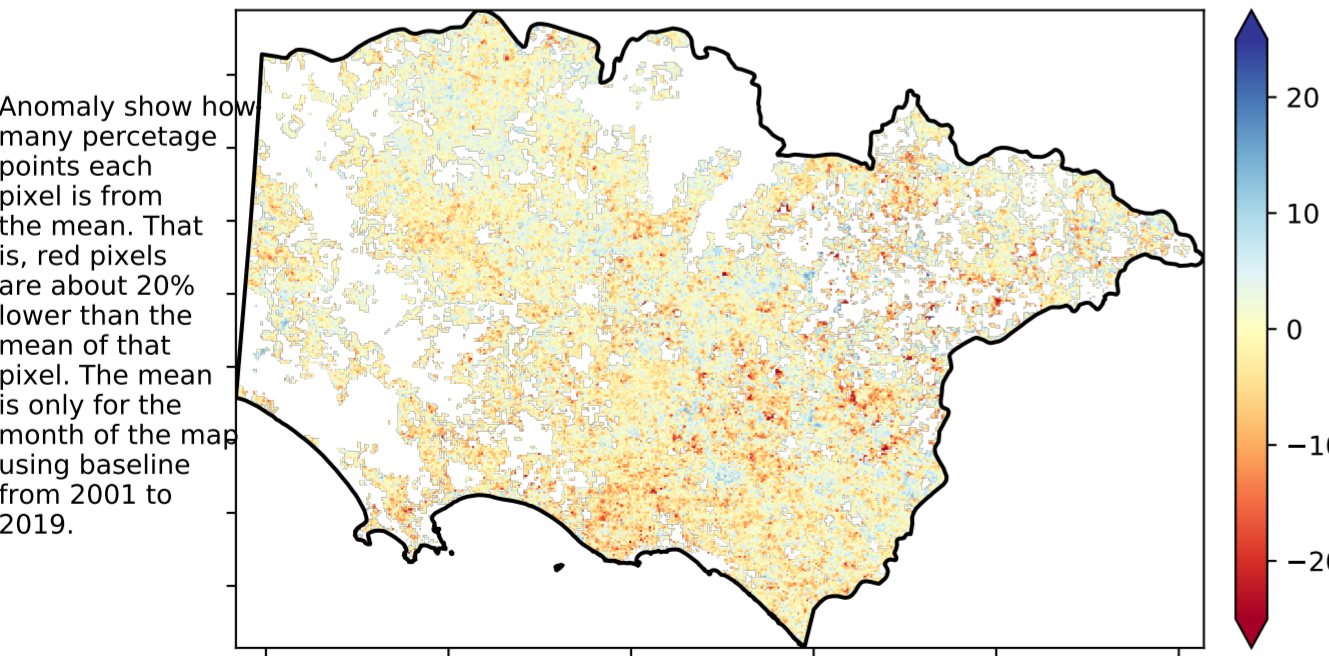 Anomaly show how
many percetage
points each
pixel is from
the mean. That
is, red pixels
are about 20%
lower than the
mean of that
pixel. The mean
is only for the
month of the map
using baseline
from 2001 to
2019.
20
10
0
−10
−20